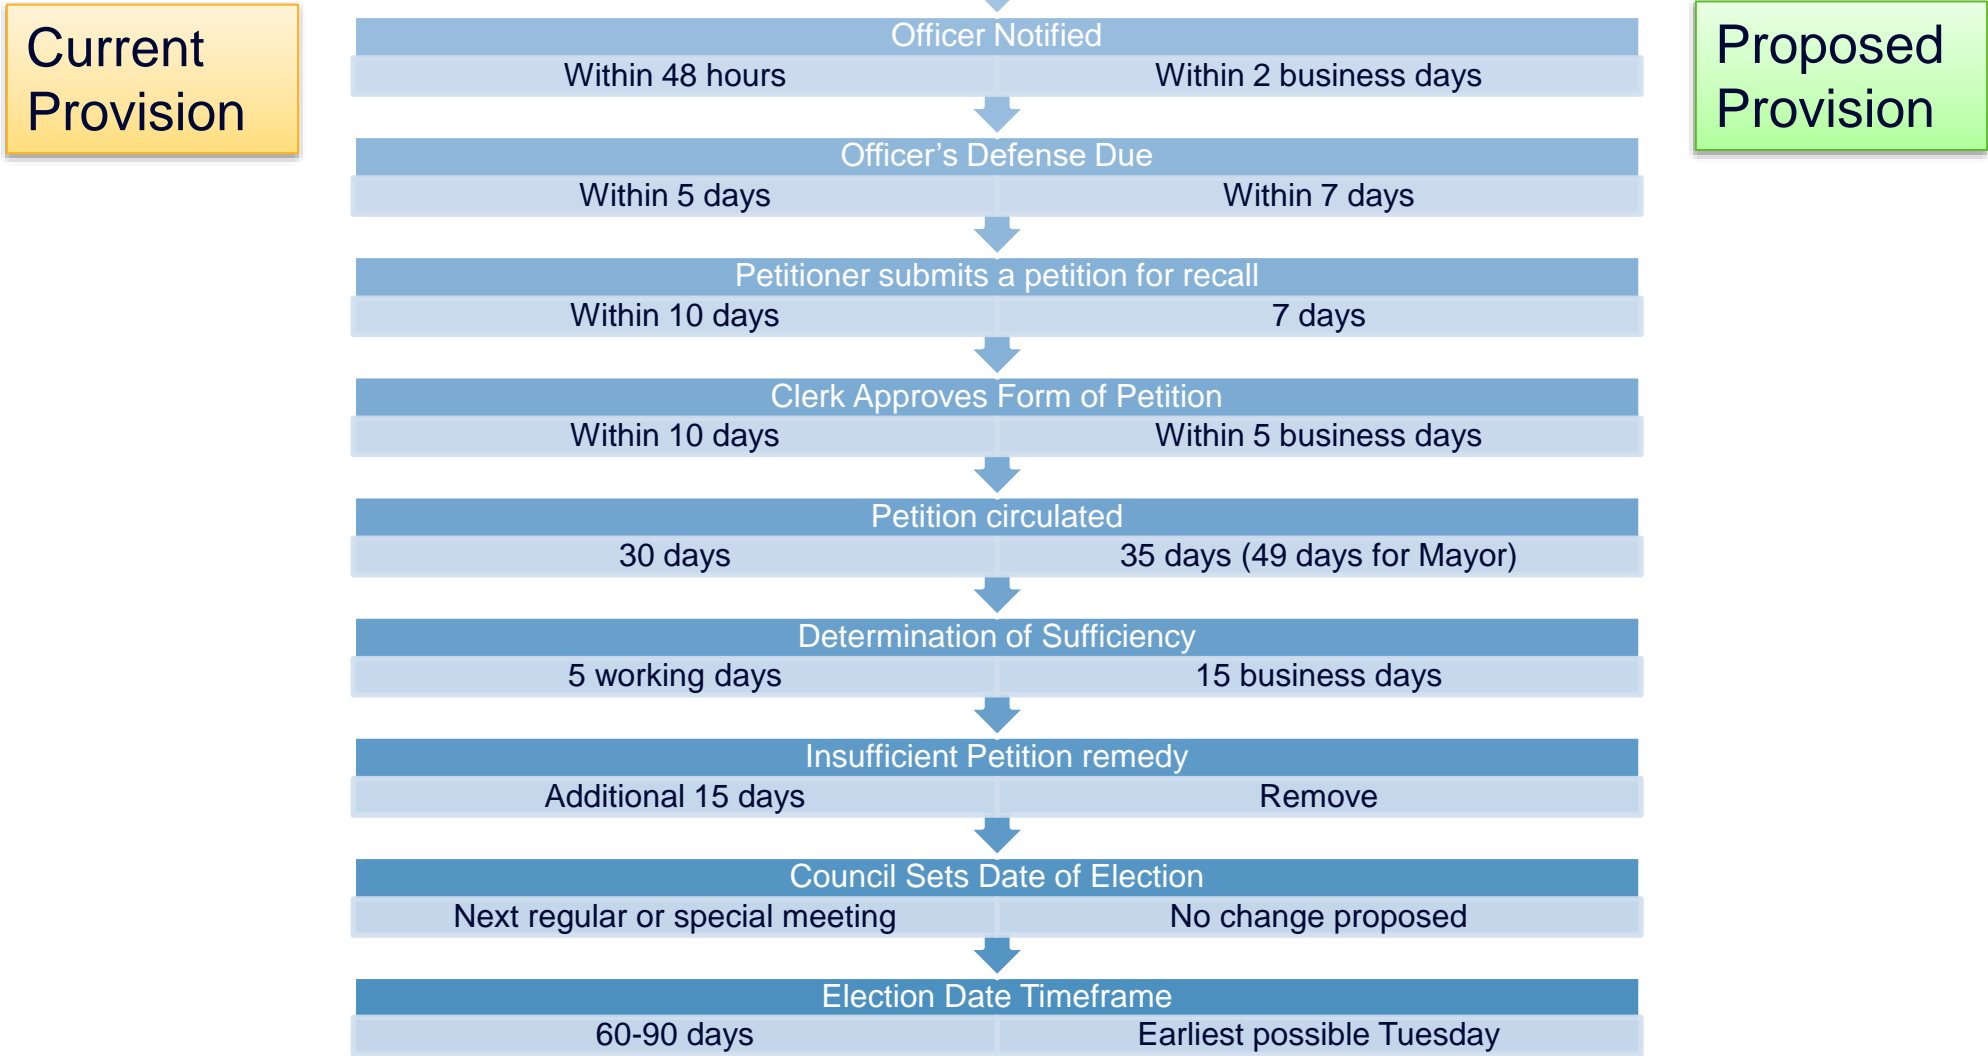 Current
Provision
Proposed
Provision
Officer Notified
Within 48 hours
Within 2 business days
Officer’s Defense Due
Within 5 days
Within 7 days
Petitioner submits a petition for recall
Within 10 days
7 days
Clerk Approves Form of Petition
Within 10 days
Within 5 business days
Petition circulated
30 days
35 days (49 days for Mayor)
Determination of Sufficiency
5 working days
15 business days
Insufficient Petition remedy
Additional 15 days
Remove
Council Sets Date of Election
Next regular or special meeting
No change proposed
Election Date Timeframe
60-90 days
Earliest possible Tuesday